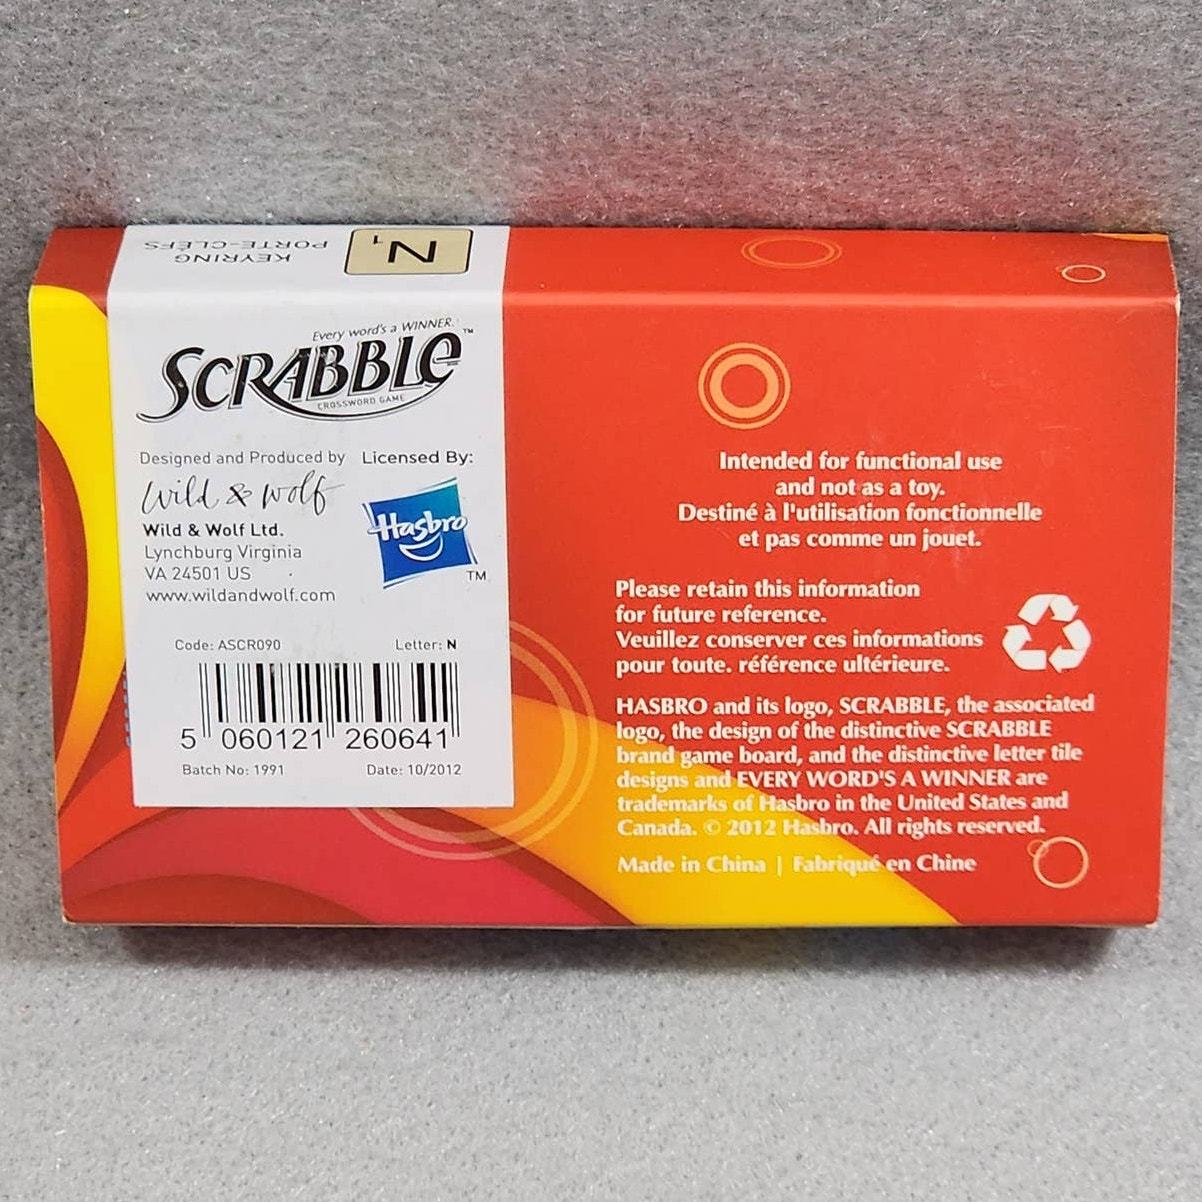 KEYRING
PORTE-CLÉFS
N1
Every word's a WINNER.™
SCRABBLE™
CROSSWORD GAME
Designed and Produced by
wild & wolf
Wild & Wolf Ltd.
Lynchburg Virginia
VA 24501 US
www.wildandwolf.com
Licensed By:
Hasbro
TM
Code: ASCR090 Letter: N
5 060121 260641
Batch No: 1991 Date: 10/2012
Intended for functional use
and not as a toy.
Destiné à l'utilisation fonctionnelle
et pas comme un jouet.
Please retain this information
for future reference.
Veuillez conserver ces informations
pour toute. référence ultérieure.
HASBRO and its logo, SCRABBLE, the associated
logo, the design of the distinctive SCRABBLE
brand game board, and the distinctive letter tile
designs and EVERY WORD'S A WINNER are
trademarks of Hasbro in the United States and
Canada. © 2012 Hasbro. All rights reserved.
Made in China | Fabriqué en Chine